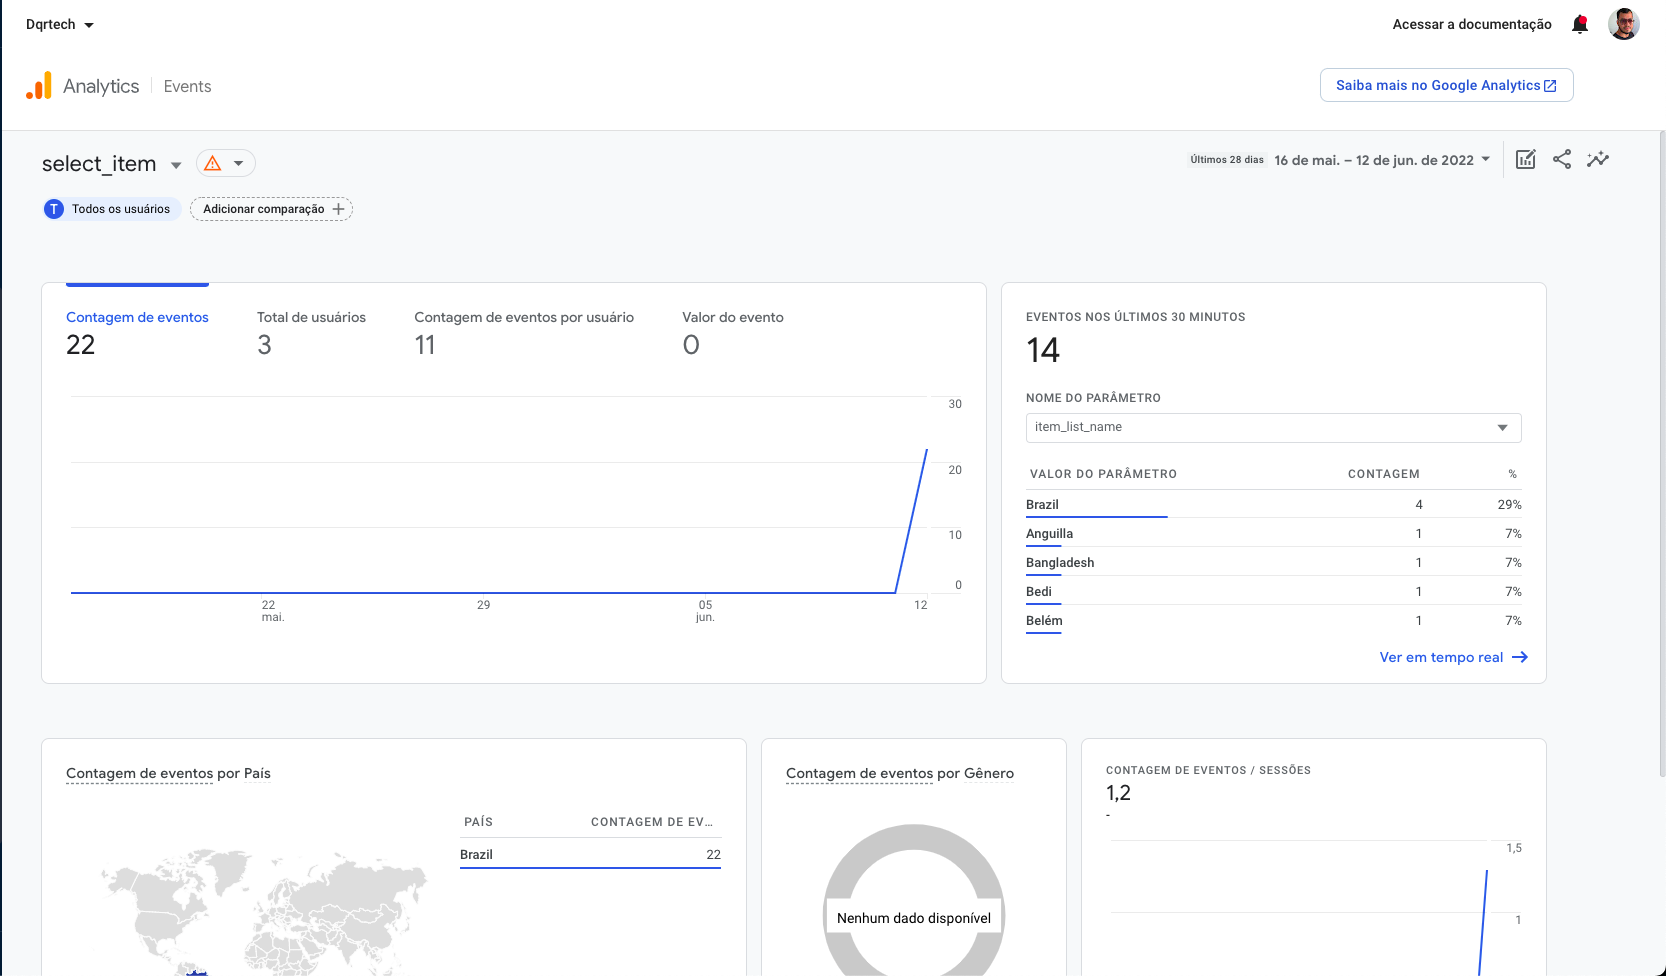 Dqrtech
Acessar a documentação
Analytics
Events
Saiba mais no Google Analytics
select_item
Últimos 28 dias
16 de mai. – 12 de jun. de 2022
T
Todos os usuários
Adicionar comparação
Contagem de eventos
22
Total de usuários
3
Contagem de eventos por usuário
11
Valor do evento
0
30
20
10
0
22
mai.
29
05
jun.
12
EVENTOS NOS ÚLTIMOS 30 MINUTOS
14
NOME DO PARÂMETRO
item_list_name
VALOR DO PARÂMETRO CONTAGEM %
Brazil 4 29%
Anguilla 1 7%
Bangladesh 1 7%
Bedi 1 7%
Belém 1 7%
Ver em tempo real
Contagem de eventos por País
PAÍS CONTAGEM DE EV…
Brazil 22
Contagem de eventos por Gênero
Nenhum dado disponível
CONTAGEM DE EVENTOS / SESSÕES
1,2
-
1,5
1